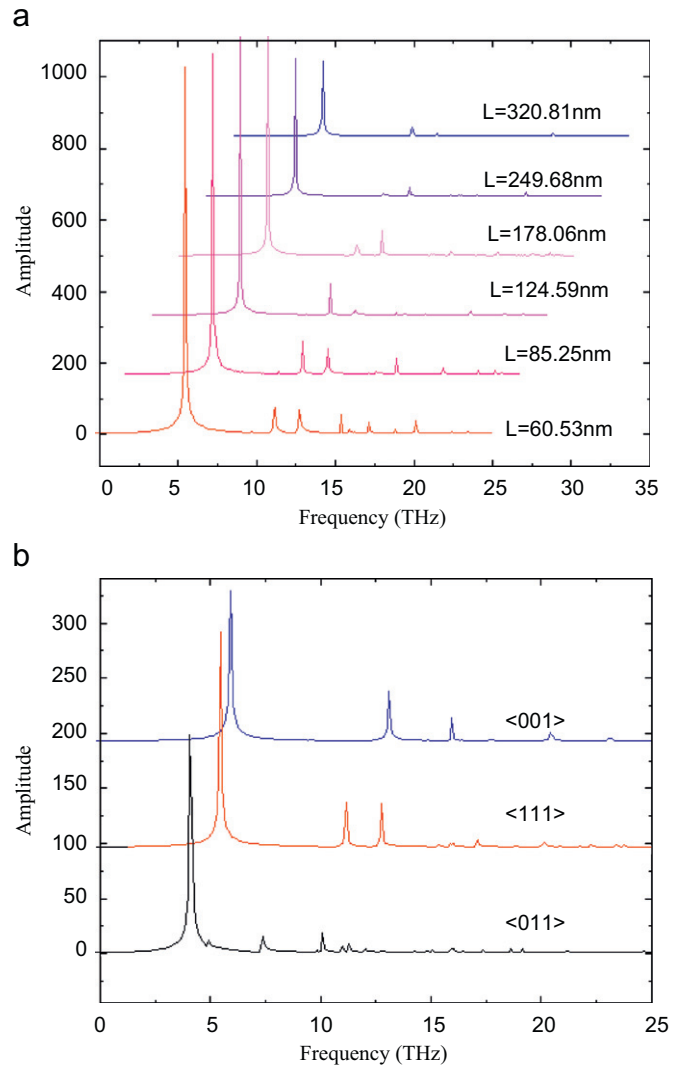 a
1000
800
600
400
200
0
Amplitude
L=320.81nm
L=249.68nm
L=178.06nm
L=124.59nm
L=85.25nm
L=60.53nm
0 5 10 15 20 25 30 35
Frequency (THz)
b
300
250
200
150
100
50
0
Amplitude
<001>
<111>
<011>
0 5 10 15 20 25
Frequency (THz)